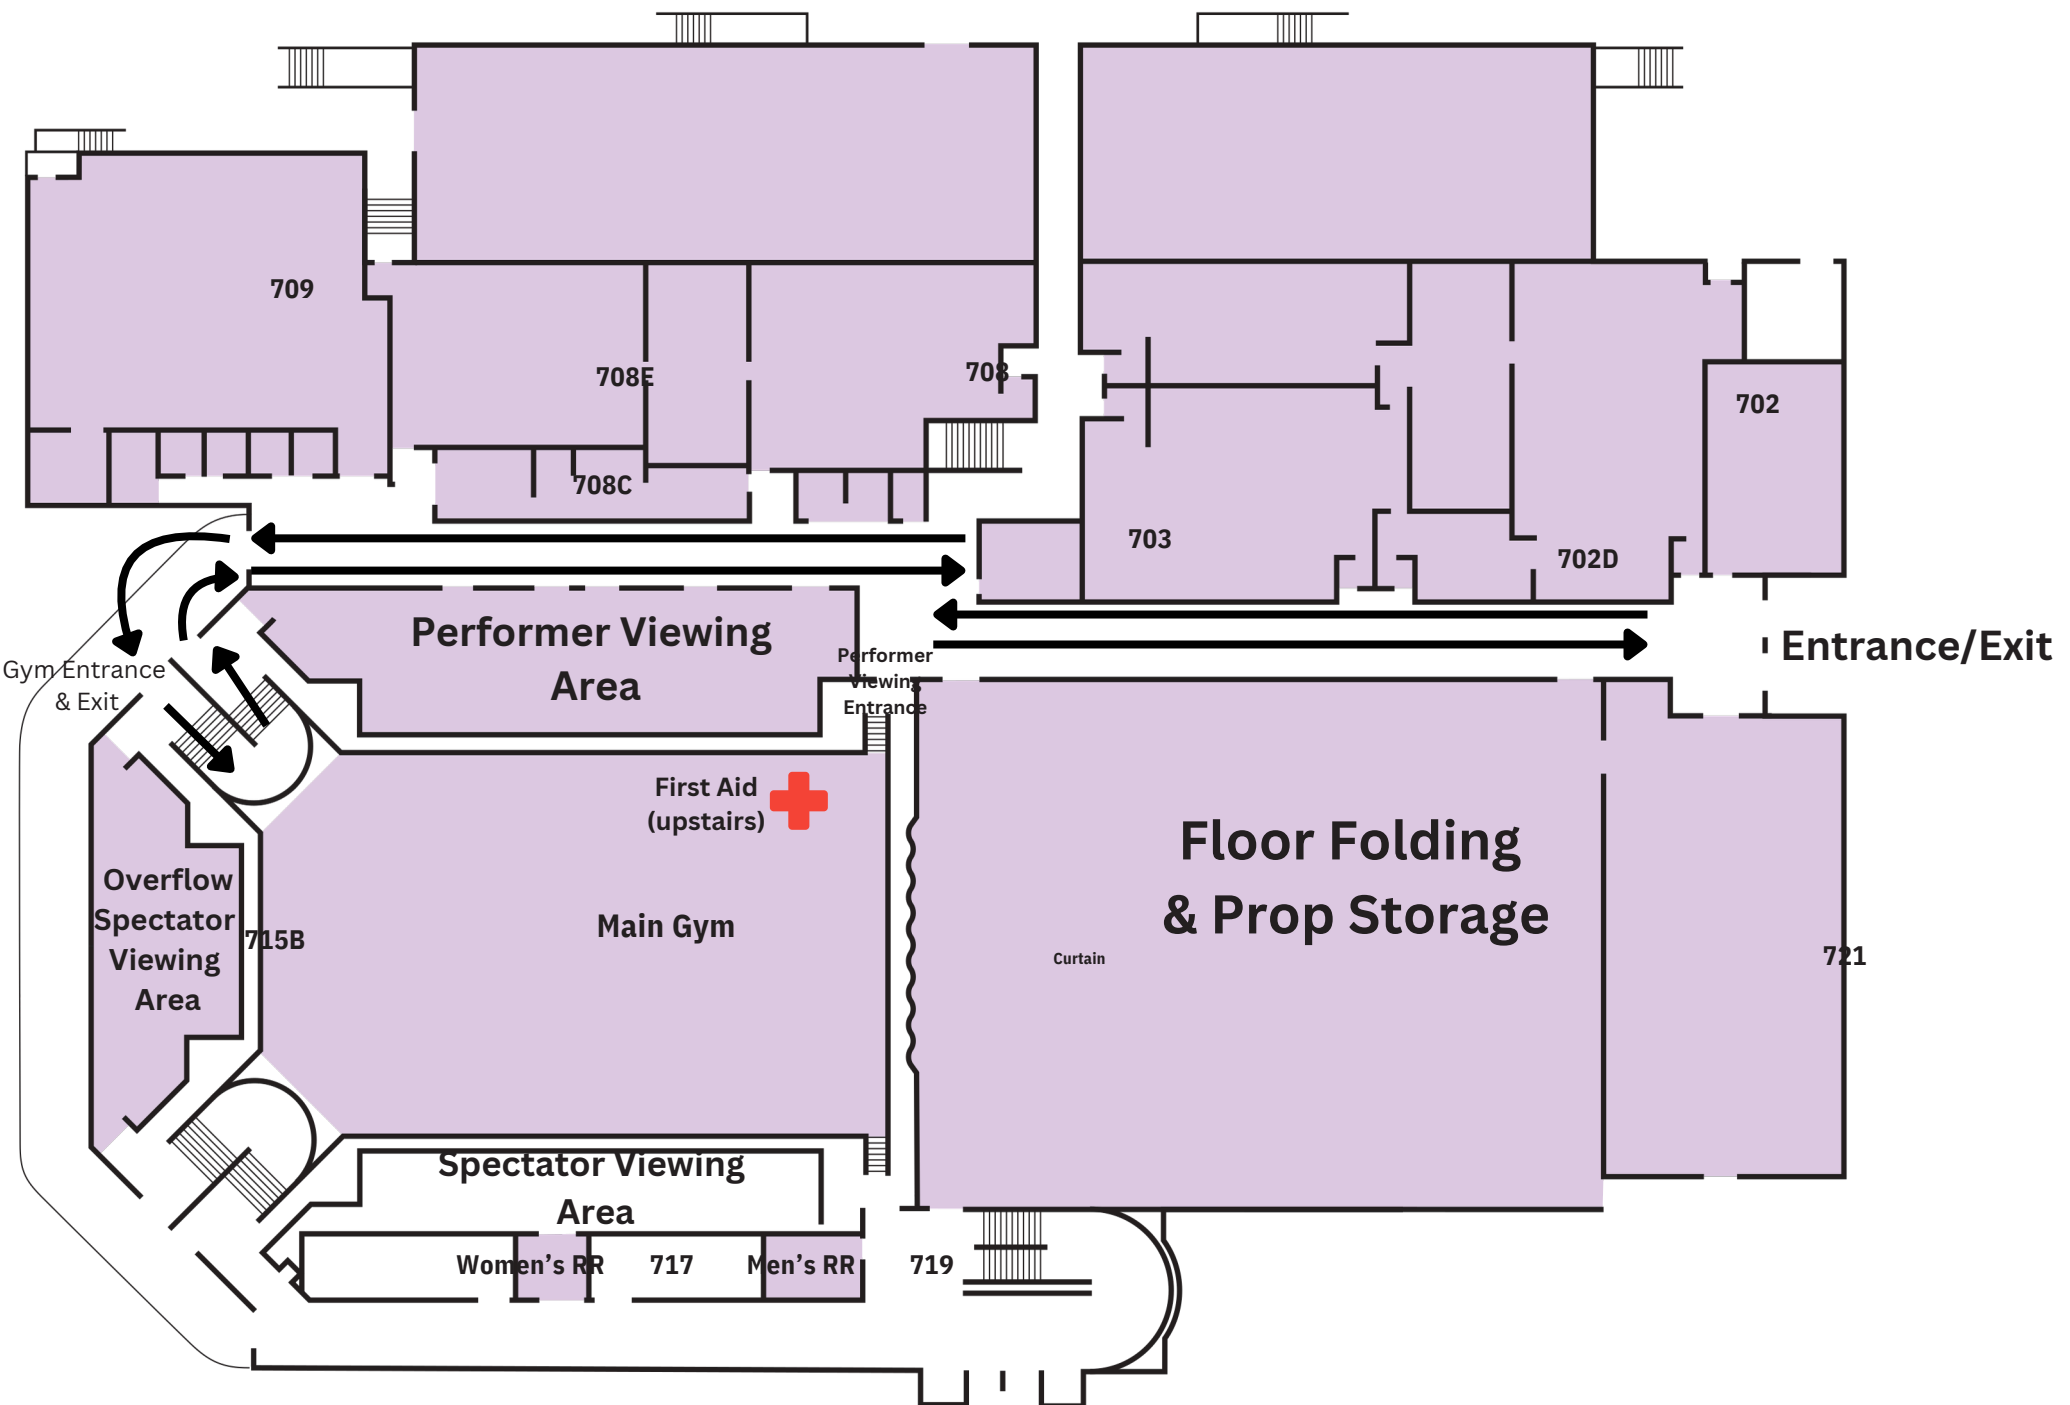 709
708E
708
702
708C
703
702D
Performer Viewing
Area
Entrance/Exit
Performer
Viewing
Entrance
Gym Entrance
& Exit
First Aid
(upstairs)
Floor Folding
& Prop Storage
Overflow
Spectator
Viewing
Area
715B
Main Gym
Curtain
721
Spectator Viewing
Area
Women's RR
717
Men's RR
719